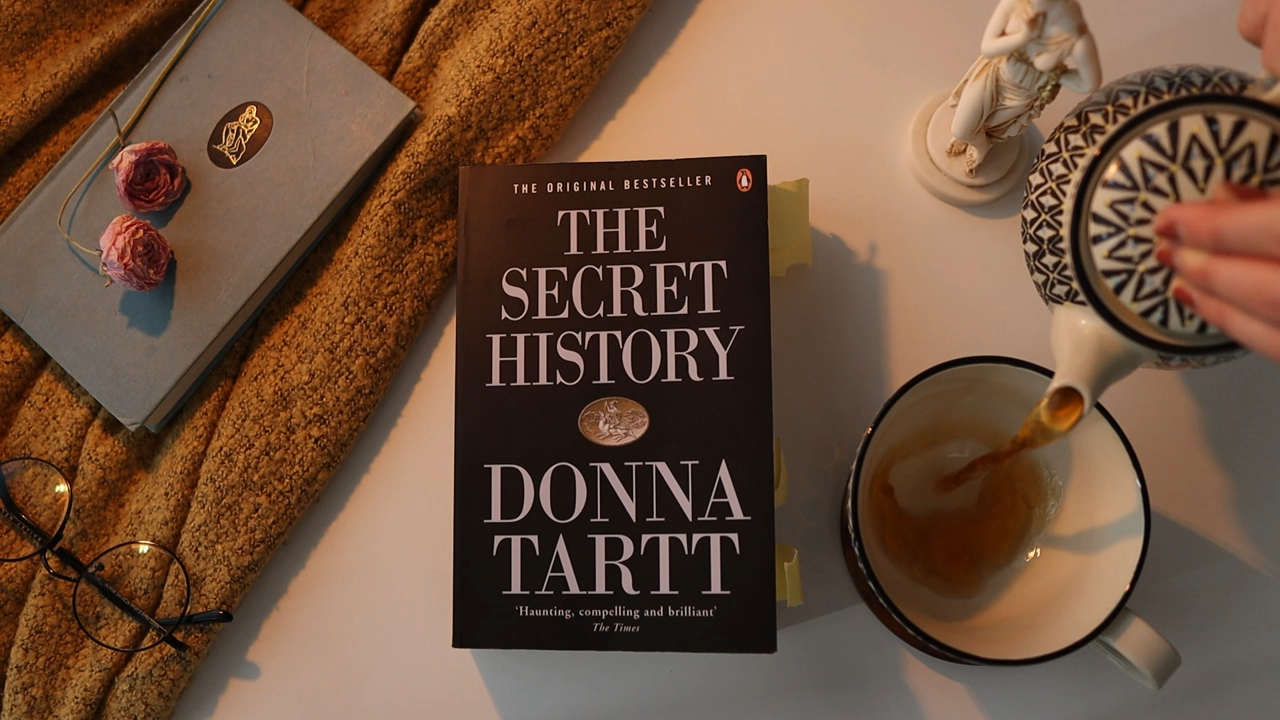 THE ORIGINAL BESTSELLER
THE
SECRET
HISTORY
DONNA
TARTT
'Haunting, compelling and brilliant'
The Times